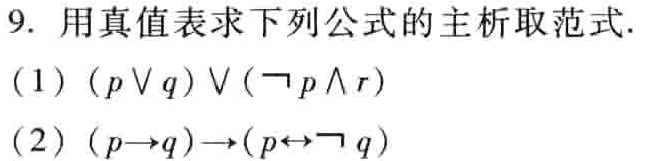 9. 用真值表求下列公式的主析取范式.
(1) (p∨q)∨(¬p∧r)
(2) (p→q)→(p↔¬q)